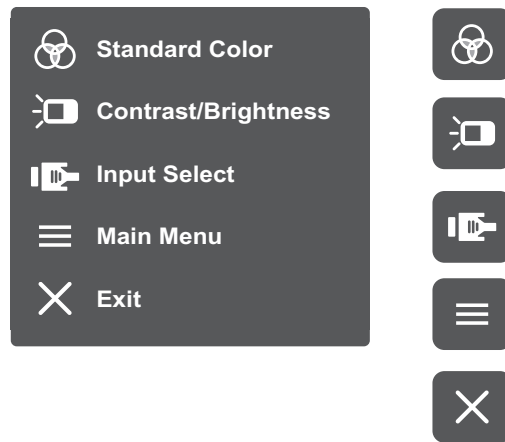 Standard Color
Contrast/Brightness
Input Select
Main Menu
Exit